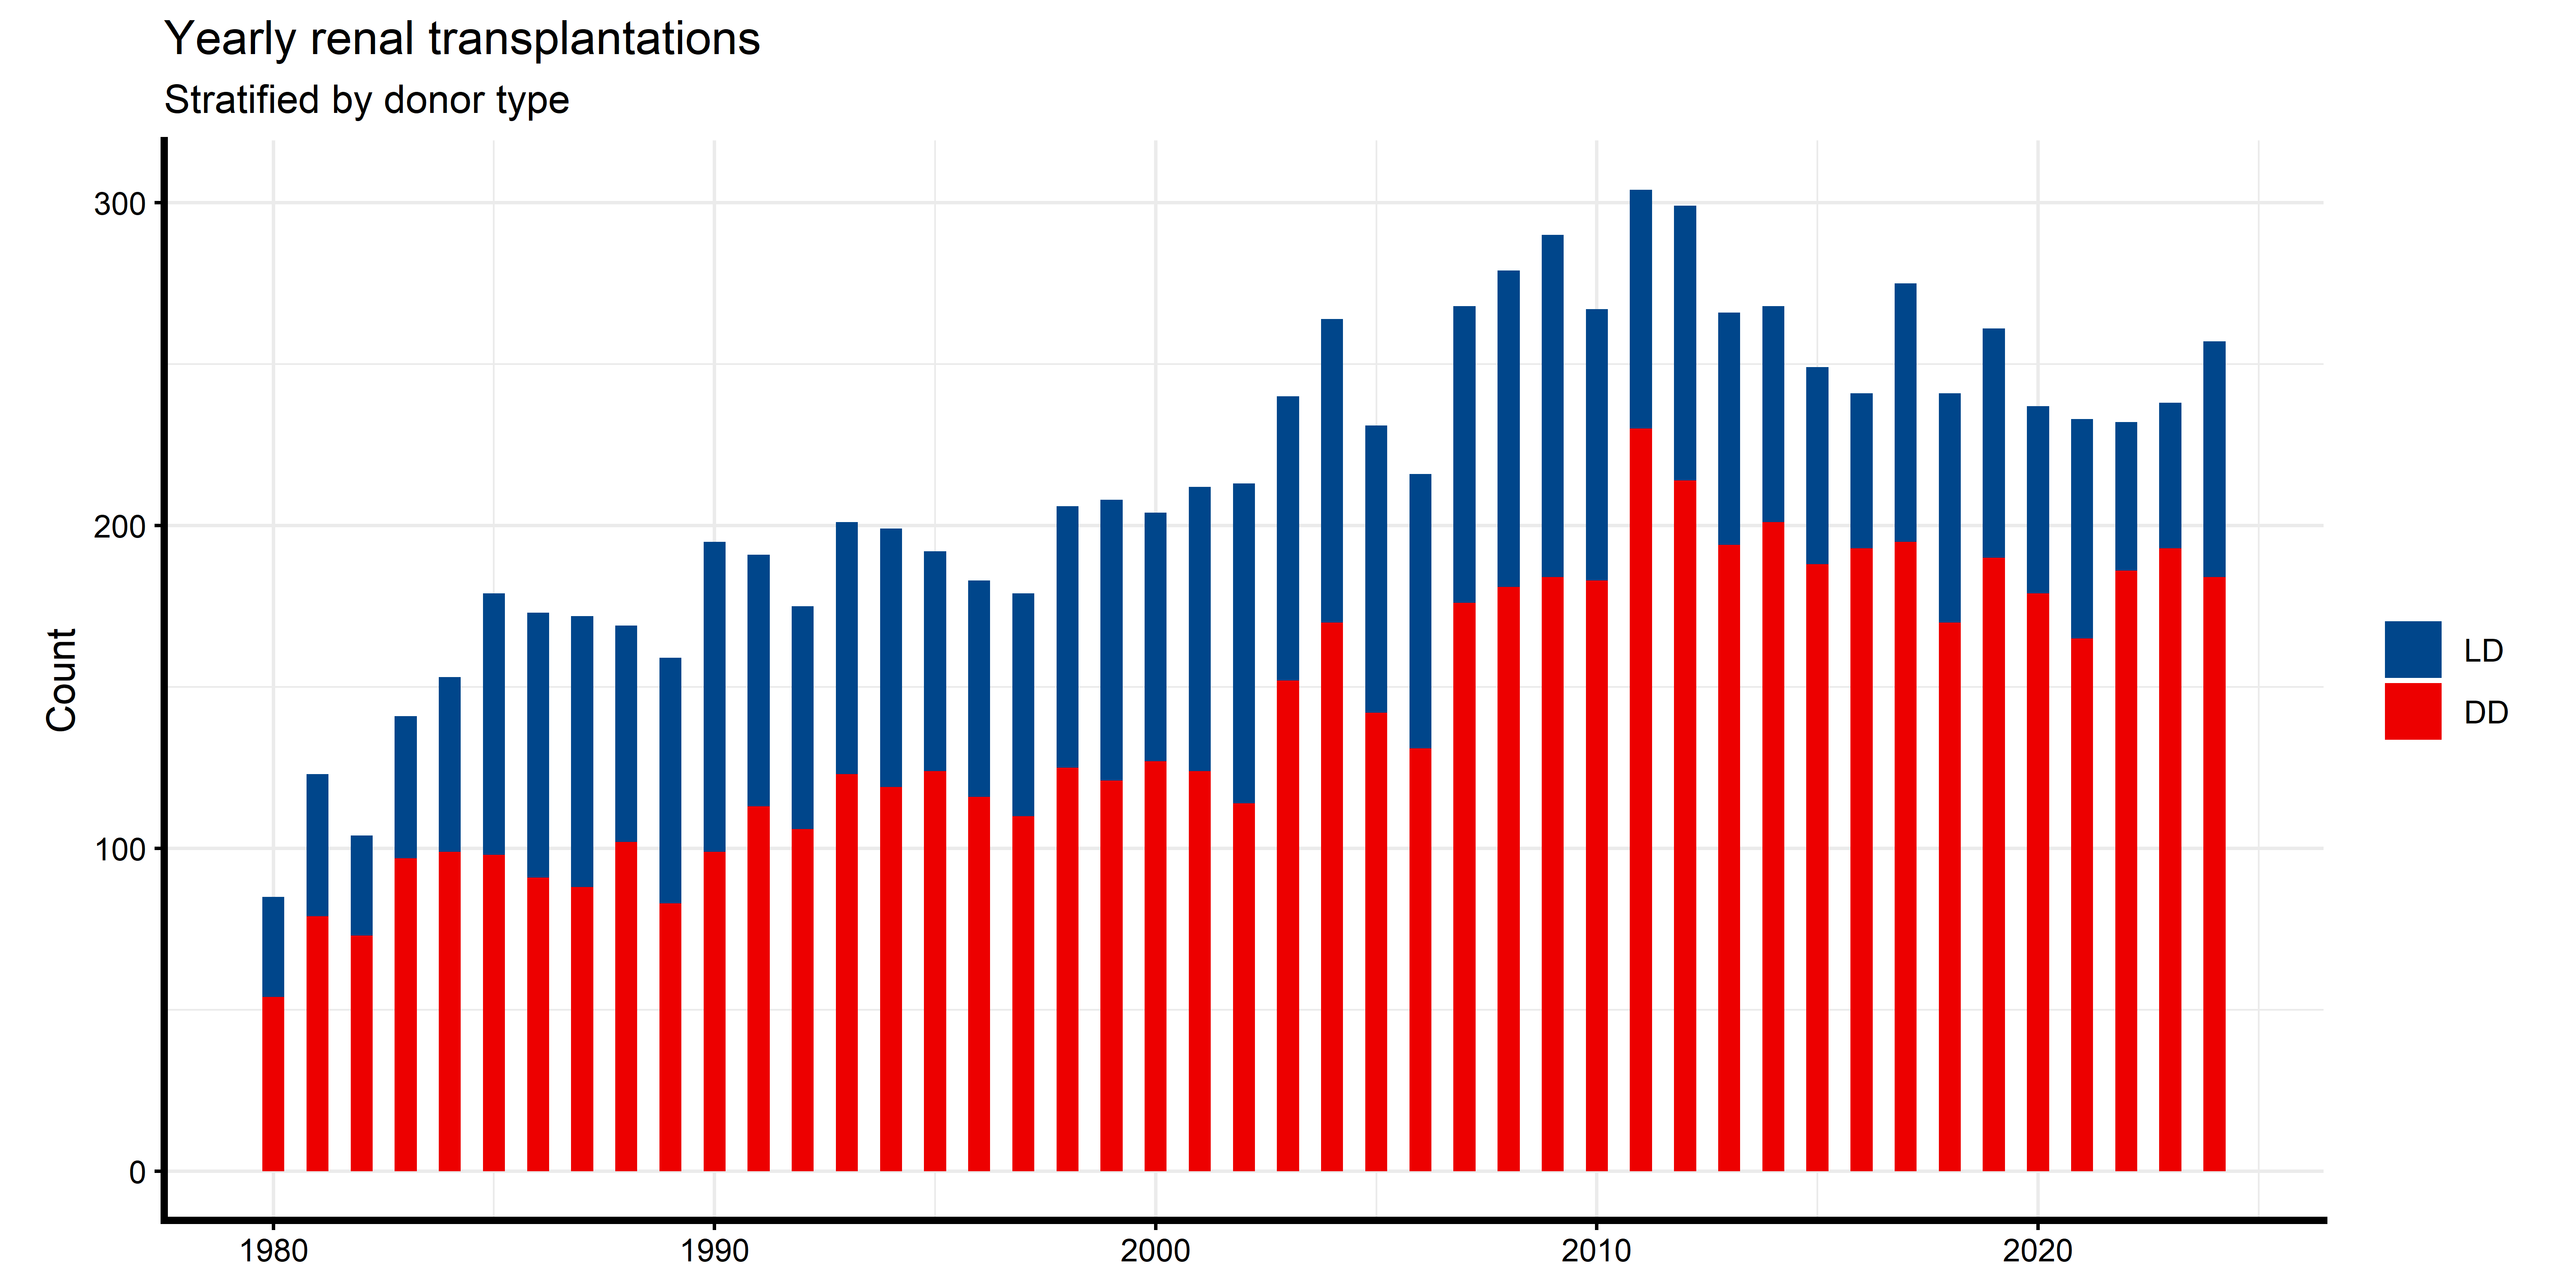 Yearly renal transplantations
Stratified by donor type
Count
300
200
100
0
1980
1990
2000
2010
2020
LD
DD